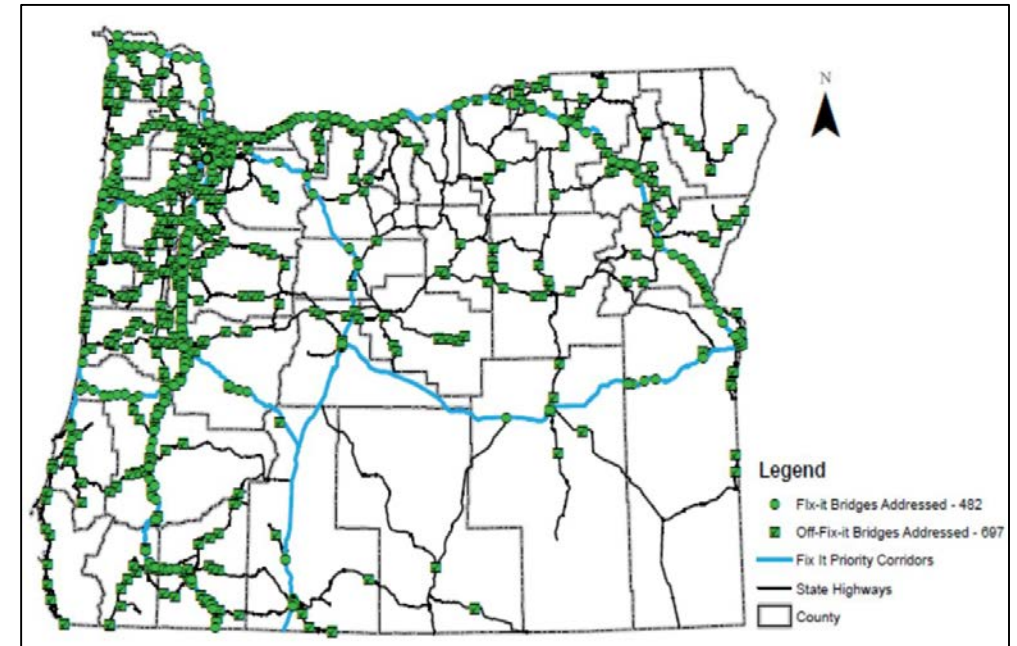 N
Legend
FIx-it Bridges Addressed - 482
Off-Fix-it Bridges Addressed - 697
Fix It Priority Corridors
State Highways
County